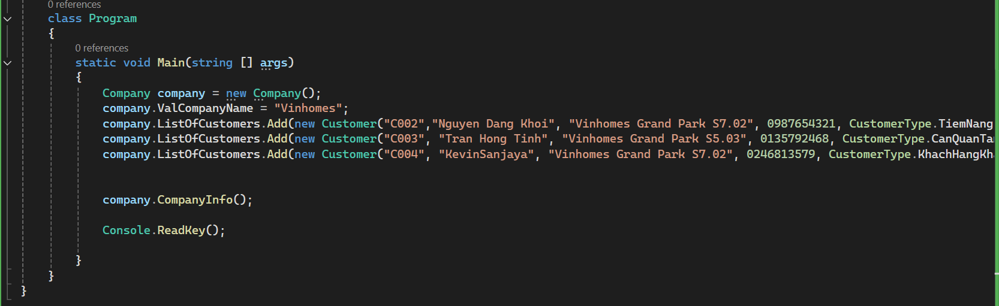 0 references
class Program
{
0 references
static void Main(string [] args)
{
Company company = new Company();
company.ValCompanyName = "Vinhomes";
company.ListOfCustomers.Add(new Customer("C002","Nguyen Dang Khoi", "Vinhomes Grand Park S7.02", 0987654321, CustomerType.TiemNang
company.ListOfCustomers.Add(new Customer("C003", "Tran Hong Tinh", "Vinhomes Grand Park S5.03", 0135792468, CustomerType.CanQuanTa
company.ListOfCustomers.Add(new Customer("C004", "KevinSanjaya", "Vinhomes Grand Park S7.02", 0246813579, CustomerType.KhachHangKh
company.CompanyInfo();
Console.ReadKey();
}
}
}